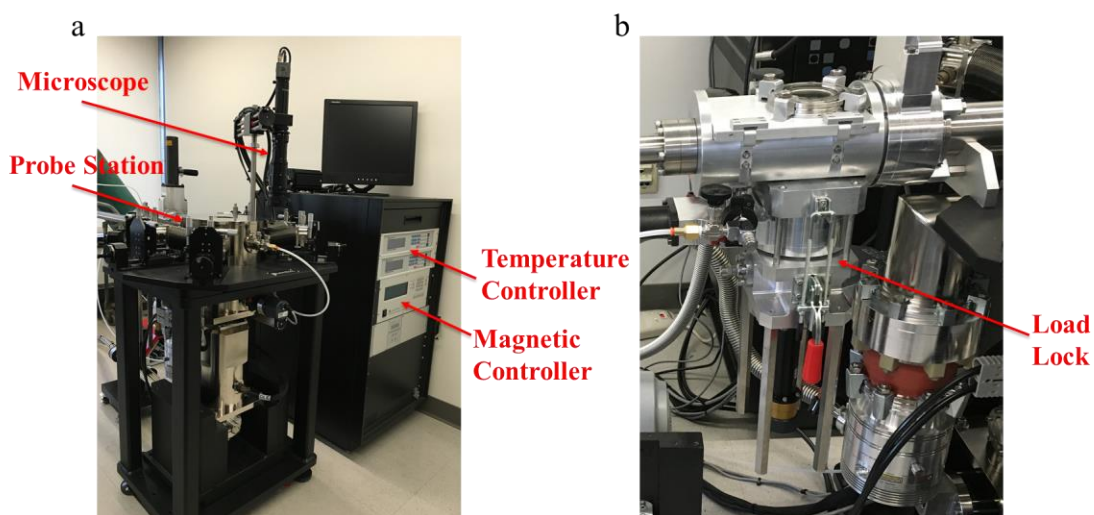 a
b
Microscope
Probe Station
Temperature
Controller
Magnetic
Controller
Load
Lock